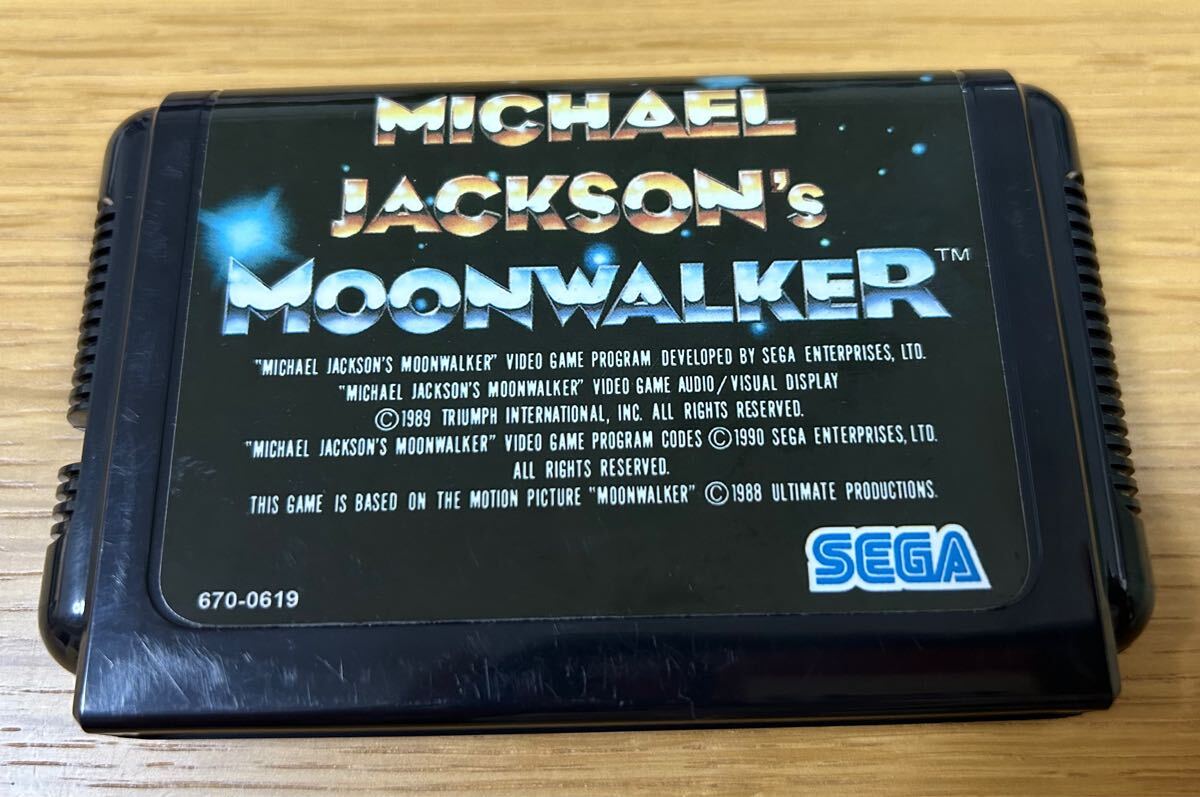 MICHAEL
JACKSON's
MOONWALKER™
"MICHAEL JACKSON'S MOONWALKER" VIDEO GAME PROGRAM DEVELOPED BY SEGA ENTERPRISES, LTD.
"MICHAEL JACKSON'S MOONWALKER" VIDEO GAME AUDIO/VISUAL DISPLAY
©1989 TRIUMPH INTERNATIONAL, INC. ALL RIGHTS RESERVED.
"MICHAEL JACKSON'S MOONWALKER" VIDEO GAME PROGRAM CODES ©1990 SEGA ENTERPRISES, LTD.
ALL RIGHTS RESERVED.
THIS GAME IS BASED ON THE MOTION PICTURE "MOONWALKER" ©1988 ULTIMATE PRODUCTIONS.
SEGA
670-0619